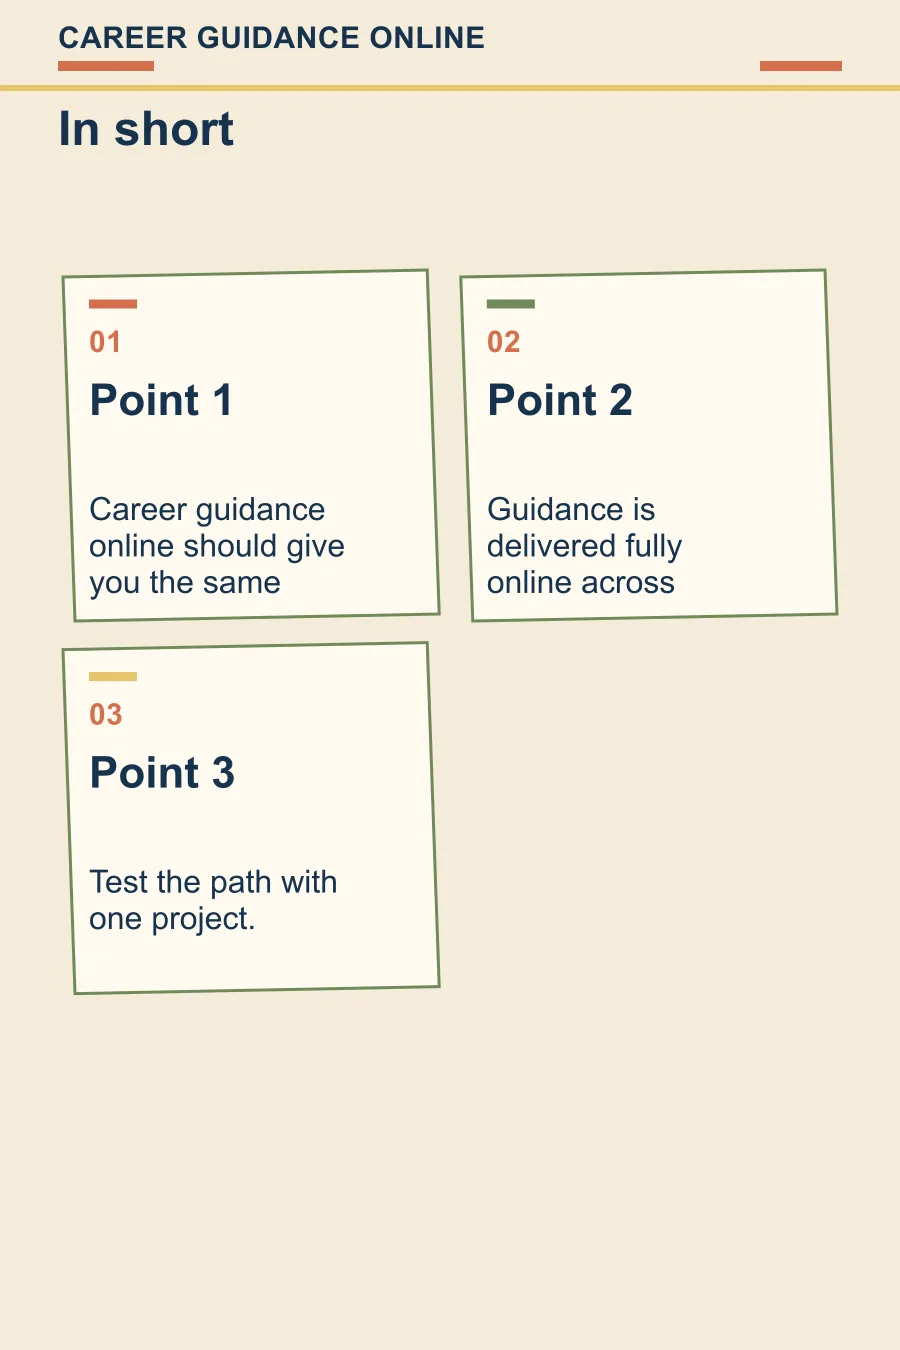 CAREER GUIDANCE ONLINE
In short
01
Point 1
Career guidance
online should give
you the same
02
Point 2
Guidance is
delivered fully
online across
03
Point 3
Test the path with
one project.